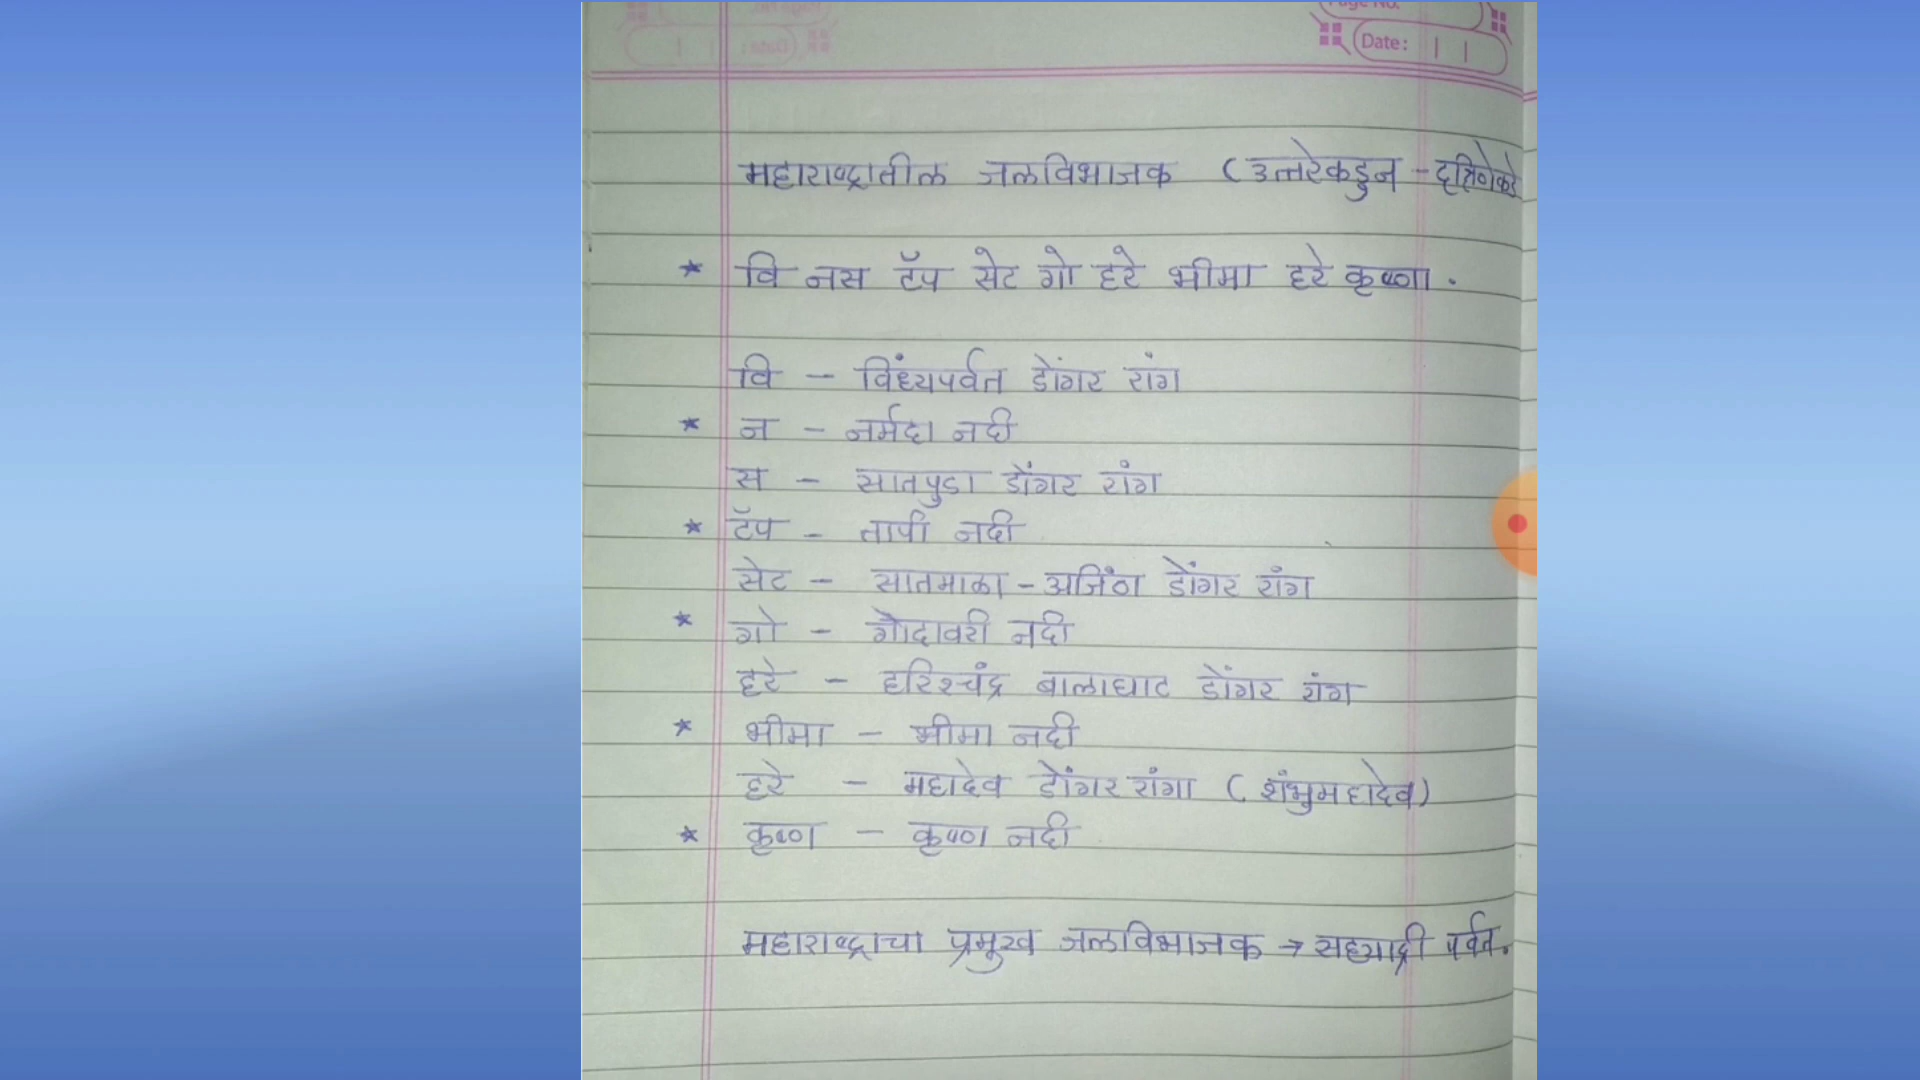 Page No.
Date:
महाराष्ट्रातील जलविभाजक (उत्तरेकडुन - दक्षिणेकडे
* वि नस टॅप सेट गो हरे भीमा हरे कृष्णा.
वि - विंध्यपर्वत डोंगर रांग
* न - नर्मदा नदी
स - सातपुडा डोंगर रांग
* टॅप - तापी नदी
सेट - सातमाळा - अजिंठा डोंगर रांग
* गो - गोदावरी नदी
हरे - हरिश्चंद्र बालाघाट डोंगर रांग
* भीमा - भीमा नदी
हरे - महादेव डोंगर रांगा (शंभुमहादेव)
* कृष्णा - कृष्णा नदी
महाराष्ट्राचा प्रमुख जलविभाजक → सह्याद्री पर्वत.